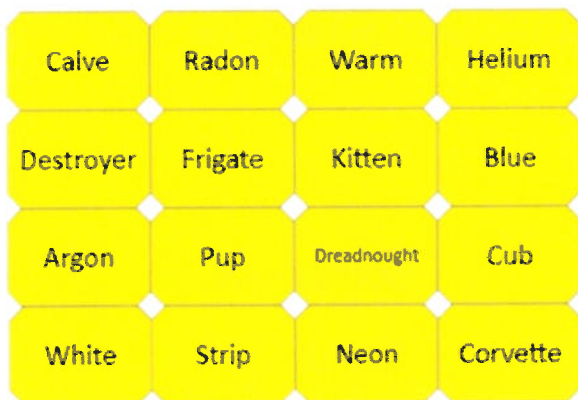 Calve Radon Warm Helium
Destroyer Frigate Kitten Blue
Argon Pup Dreadnought Cub
White Strip Neon Corvette